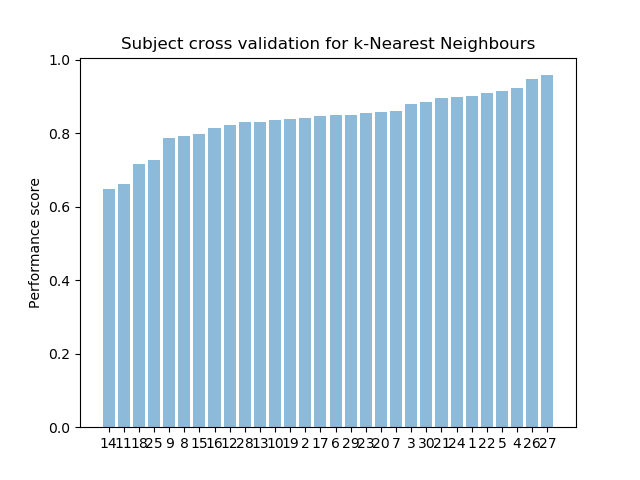 Subject cross validation for k-Nearest Neighbours
1.0
0.8
0.6
0.4
0.2
0.0
Performance score
14 11 18 25 9 8 15 16 12 28 13 10 19 2 17 6 29 23 20 7 3 30 21 24 1 22 5 4 26 27